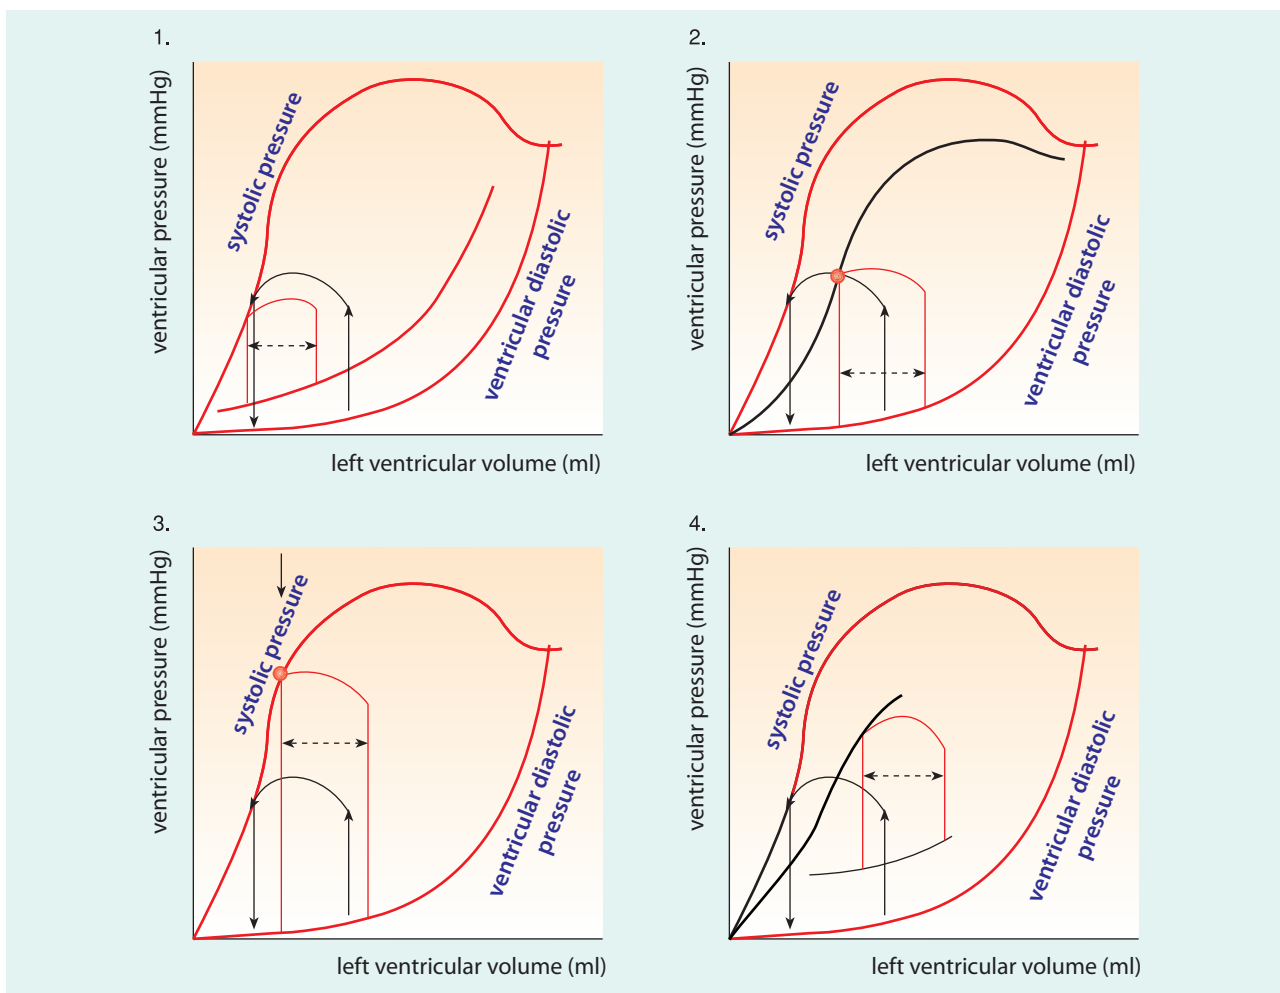 1.
ventricular pressure (mmHg)
systolic pressure
ventricular diastolic
pressure
left ventricular volume (ml)
2.
ventricular pressure (mmHg)
systolic pressure
ventricular diastolic
pressure
left ventricular volume (ml)
3.
ventricular pressure (mmHg)
systolic pressure
ventricular diastolic
pressure
left ventricular volume (ml)
4.
ventricular pressure (mmHg)
systolic pressure
ventricular diastolic
pressure
left ventricular volume (ml)